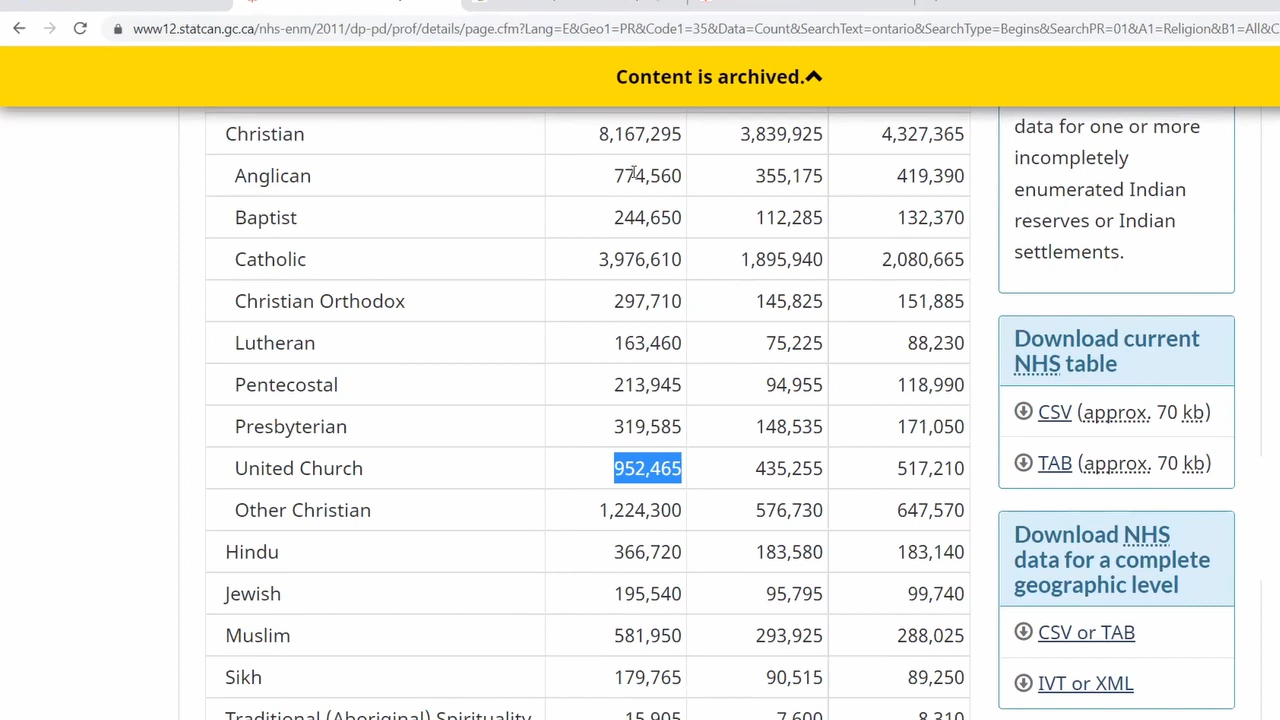 www12.statcan.gc.ca/nhs-enm/2011/dp-pd/prof/details/page.cfm?Lang=E&Geo1=PR&Code1=35&Data=Count&SearchText=ontario&SearchType=Begins&SearchPR=01&A1=Religion&B1=All&C
Content is archived.
Christian 8,167,295 3,839,925 4,327,365
Anglican 774,560 355,175 419,390
Baptist 244,650 112,285 132,370
Catholic 3,976,610 1,895,940 2,080,665
Christian Orthodox 297,710 145,825 151,885
Lutheran 163,460 75,225 88,230
Pentecostal 213,945 94,955 118,990
Presbyterian 319,585 148,535 171,050
United Church 952,465 435,255 517,210
Other Christian 1,224,300 576,730 647,570
Hindu 366,720 183,580 183,140
Jewish 195,540 95,795 99,740
Muslim 581,950 293,925 288,025
Sikh 179,765 90,515 89,250
Traditional (Aboriginal) Spirituality 15,905 7,600 8,310
data for one or more
incompletely
enumerated Indian
reserves or Indian
settlements.
Download current
NHS table
CSV (approx. 70 kb)
TAB (approx. 70 kb)
Download NHS
data for a complete
geographic level
CSV or TAB
IVT or XML